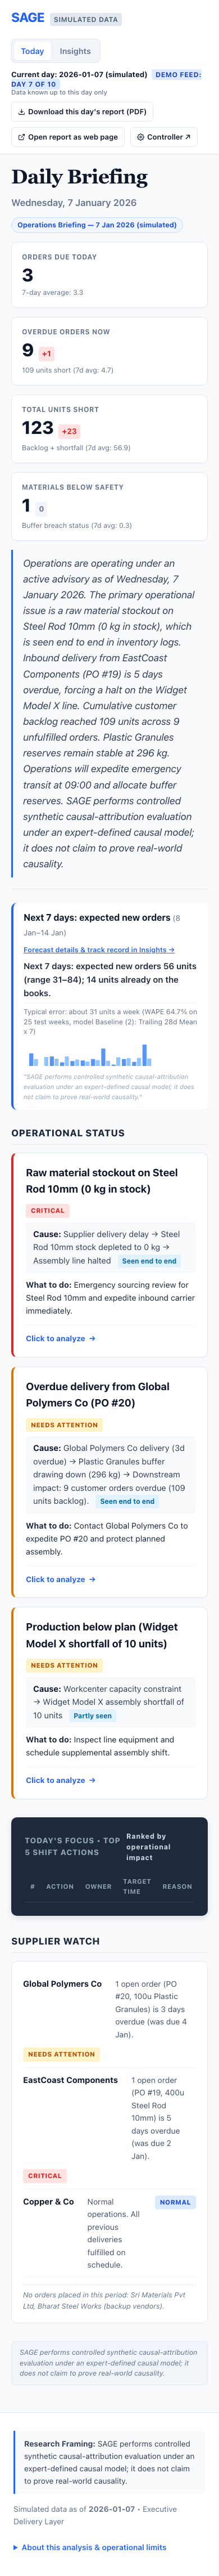 SAGE SIMULATED DATA
Today Insights
Current day: 2026-01-07 (simulated) DEMO FEED:
DAY 7 OF 10
Data known up to this day only
Download this day's report (PDF)
Open report as web page Controller ↗
Daily Briefing
Wednesday, 7 January 2026
Operations Briefing — 7 Jan 2026 (simulated)
ORDERS DUE TODAY
3
7-day average: 3.3
OVERDUE ORDERS NOW
9 +1
109 units short (7d avg: 4.7)
TOTAL UNITS SHORT
123 +23
Backlog + shortfall (7d avg: 56.9)
MATERIALS BELOW SAFETY
1 0
Buffer breach status (7d avg: 0.3)
Operations are operating under an
active advisory as of Wednesday, 7
January 2026. The primary operational
issue is a raw material stockout on
Steel Rod 10mm (0 kg in stock), which
is seen end to end in inventory logs.
Inbound delivery from EastCoast
Components (PO #19) is 5 days
overdue, forcing a halt on the Widget
Model X line. Cumulative customer
backlog reached 109 units across 9
unfulfilled orders. Plastic Granules
reserves remain stable at 296 kg.
Operations will expedite emergency
transit at 09:00 and allocate buffer
reserves. SAGE performs controlled
synthetic causal-attribution evaluation
under an expert-defined causal model;
it does not claim to prove real-world
causality.
Next 7 days: expected new orders (8
Jan–14 Jan)
Forecast details & track record in Insights →
Next 7 days: expected new orders 56 units
(range 31–84); 14 units already on the
books.
Typical error: about 31 units a week (WAPE 64.7% on
25 test weeks, model Baseline (2): Trailing 28d Mean
x 7)
"SAGE performs controlled synthetic causal-attribution
evaluation under an expert-defined causal model; it does
not claim to prove real-world causality."
OPERATIONAL STATUS
Raw material stockout on Steel
Rod 10mm (0 kg in stock)
CRITICAL
Cause: Supplier delivery delay → Steel
Rod 10mm stock depleted to 0 kg →
Assembly line halted Seen end to end
What to do: Emergency sourcing review for
Steel Rod 10mm and expedite inbound carrier
immediately.
Click to analyze →
Overdue delivery from Global
Polymers Co (PO #20)
NEEDS ATTENTION
Cause: Global Polymers Co delivery (3d
overdue) → Plastic Granules buffer
drawing down (296 kg) → Downstream
impact: 9 customer orders overdue (109
units backlog). Seen end to end
What to do: Contact Global Polymers Co to
expedite PO #20 and protect planned
assembly.
Click to analyze →
Production below plan (Widget
Model X shortfall of 10 units)
NEEDS ATTENTION
Cause: Workcenter capacity constraint
→ Widget Model X assembly shortfall of
10 units Partly seen
What to do: Inspect line equipment and
schedule supplemental assembly shift.
Click to analyze →
TODAY'S FOCUS • TOP
5 SHIFT ACTIONS
Ranked by
operational
impact
# ACTION OWNER TARGET
TIME REASON
SUPPLIER WATCH
Global Polymers Co 1 open order (PO
#20, 100u Plastic
Granules) is 3 days
overdue (was due 4
Jan).
NEEDS ATTENTION
EastCoast Components 1 open order
(PO #19, 400u
Steel Rod
10mm) is 5
days overdue
(was due 2
Jan).
CRITICAL
Copper & Co Normal NORMAL
operations. All
previous
deliveries
fulfilled on
schedule.
No orders placed in this period: Sri Materials Pvt
Ltd, Bharat Steel Works (backup vendors).
SAGE performs controlled synthetic causal-attribution
evaluation under an expert-defined causal model; it
does not claim to prove real-world causality.
Research Framing: SAGE performs controlled
synthetic causal-attribution evaluation under an
expert-defined causal model; it does not claim
to prove real-world causality.
Simulated data as of 2026-01-07 • Executive
Delivery Layer
▶ About this analysis & operational limits